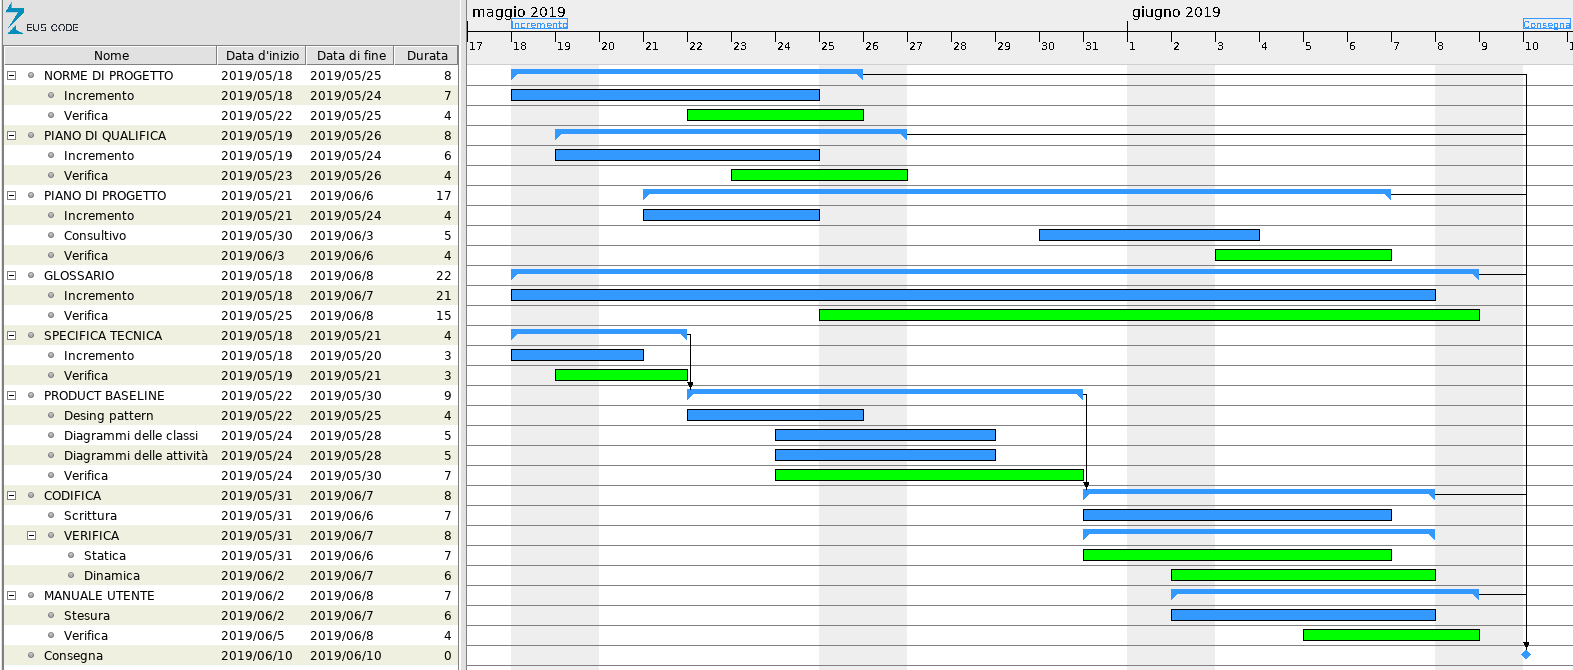 EU5 CODE
maggio 2019
giugno 2019
Incremento
Consegna
17 18 19 20 21 22 23 24 25 26 27 28 29 30 31 1 2 3 4 5 6 7 8 9 10 1
Nome Data d'inizio Data di fine Durata
NORME DI PROGETTO 2019/05/18 2019/05/25 8
Incremento 2019/05/18 2019/05/24 7
Verifica 2019/05/22 2019/05/25 4
PIANO DI QUALIFICA 2019/05/19 2019/05/26 8
Incremento 2019/05/19 2019/05/24 6
Verifica 2019/05/23 2019/05/26 4
PIANO DI PROGETTO 2019/05/21 2019/06/6 17
Incremento 2019/05/21 2019/05/24 4
Consultivo 2019/05/30 2019/06/3 5
Verifica 2019/06/3 2019/06/6 4
GLOSSARIO 2019/05/18 2019/06/8 22
Incremento 2019/05/18 2019/06/7 21
Verifica 2019/05/25 2019/06/8 15
SPECIFICA TECNICA 2019/05/18 2019/05/21 4
Incremento 2019/05/18 2019/05/20 3
Verifica 2019/05/19 2019/05/21 3
PRODUCT BASELINE 2019/05/22 2019/05/30 9
Desing pattern 2019/05/22 2019/05/25 4
Diagrammi delle classi 2019/05/24 2019/05/28 5
Diagrammi delle attività 2019/05/24 2019/05/28 5
Verifica 2019/05/24 2019/05/30 7
CODIFICA 2019/05/31 2019/06/7 8
Scrittura 2019/05/31 2019/06/6 7
VERIFICA 2019/05/31 2019/06/7 8
Statica 2019/05/31 2019/06/6 7
Dinamica 2019/06/2 2019/06/7 6
MANUALE UTENTE 2019/06/2 2019/06/8 7
Stesura 2019/06/2 2019/06/7 6
Verifica 2019/06/5 2019/06/8 4
Consegna 2019/06/10 2019/06/10 0